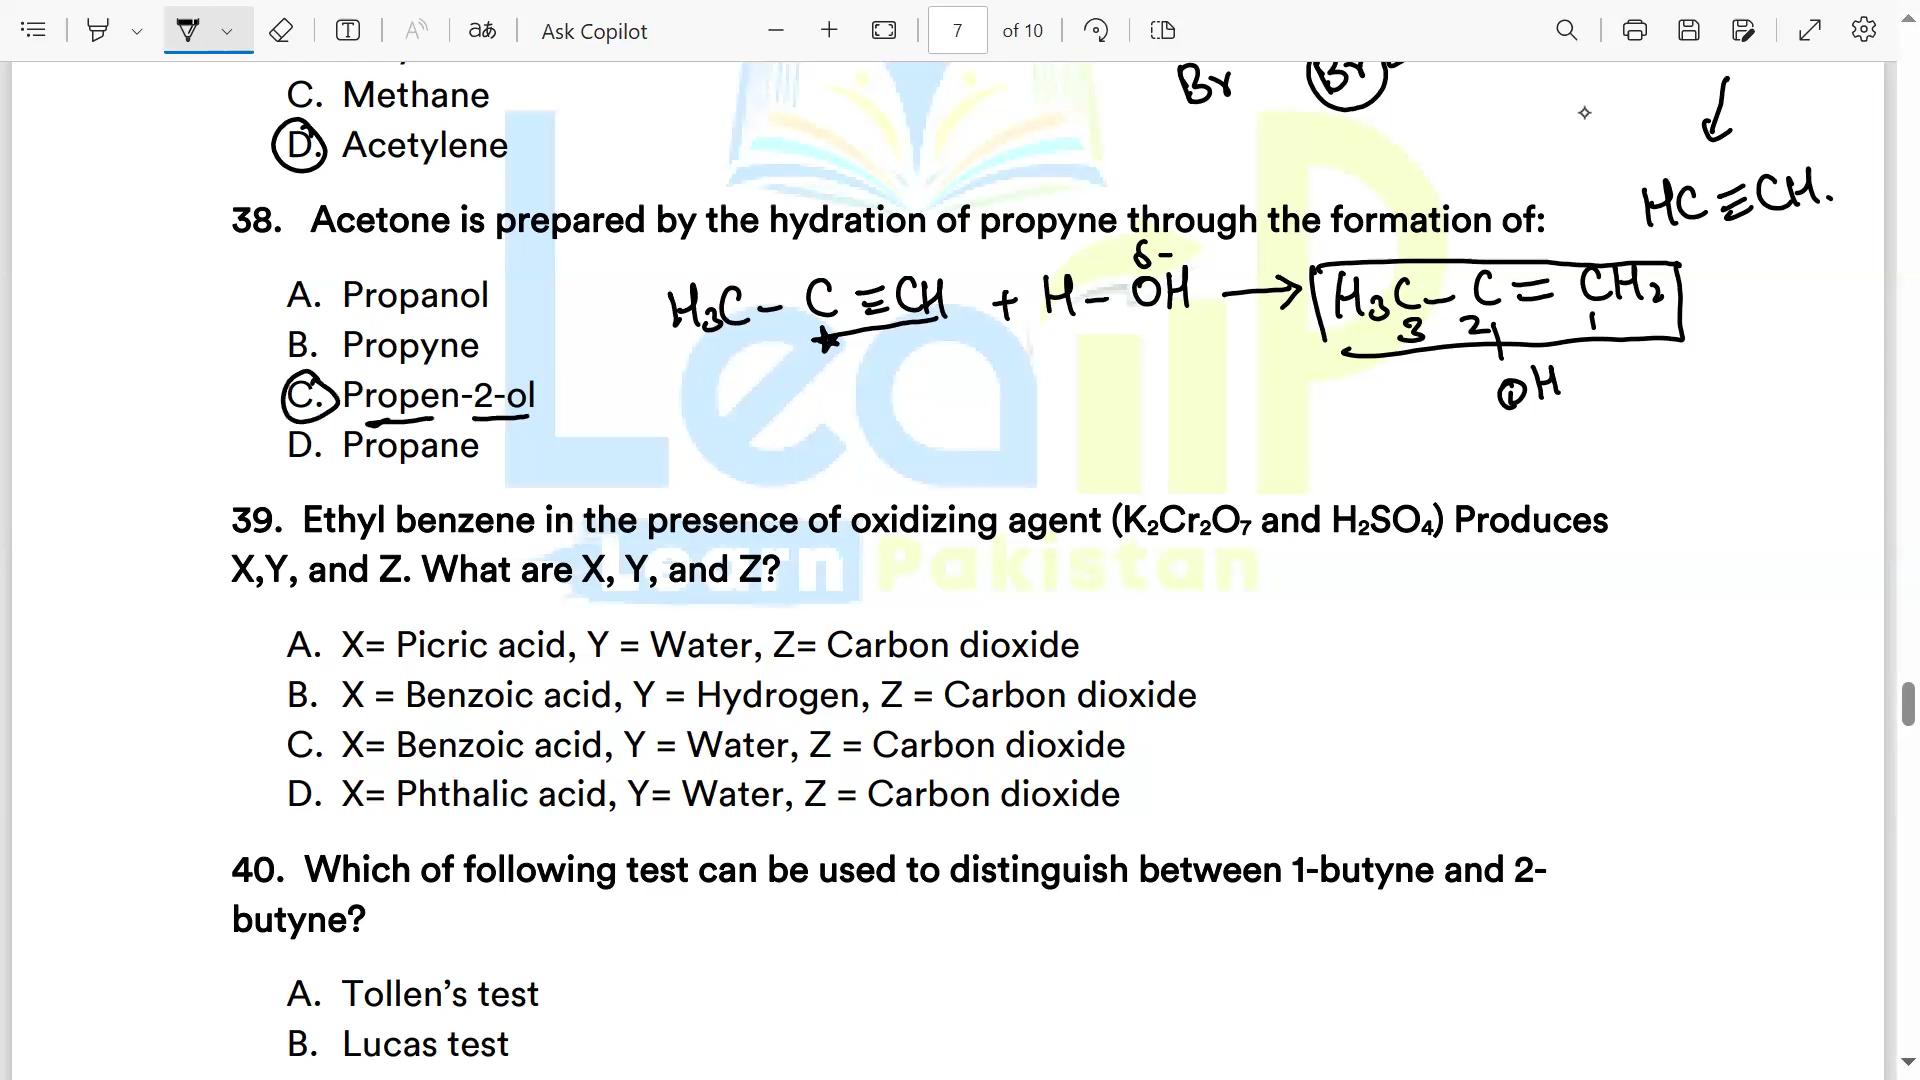 Ask Copilot
7 of 10
C. Methane
D. Acetylene
Br Br
HC≡CH.
38. Acetone is prepared by the hydration of propyne through the formation of:
H₃C - C ≡ CH + H - OH → H₃C - C = CH₂
δ-
3 2 1
OH
A. Propanol
B. Propyne
C. Propen-2-ol
D. Propane
39. Ethyl benzene in the presence of oxidizing agent (K₂Cr₂O₇ and H₂SO₄) Produces
X,Y, and Z. What are X, Y, and Z?
A. X= Picric acid, Y = Water, Z= Carbon dioxide
B. X = Benzoic acid, Y = Hydrogen, Z = Carbon dioxide
C. X= Benzoic acid, Y = Water, Z = Carbon dioxide
D. X= Phthalic acid, Y= Water, Z = Carbon dioxide
40. Which of following test can be used to distinguish between 1-butyne and 2-
butyne?
A. Tollen's test
B. Lucas test
Learn Pakistan